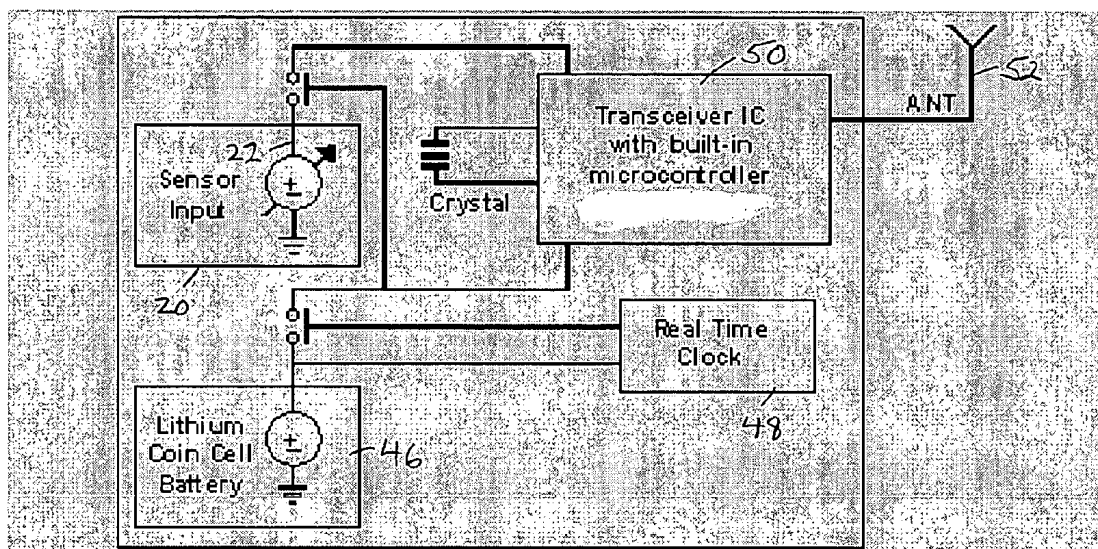 50
52
ANT
Transceiver IC
with built-in
microcontroller
22
Sensor
Input
Crystal
20
Real Time
Clock
48
Lithium
Coin Cell
Battery
46